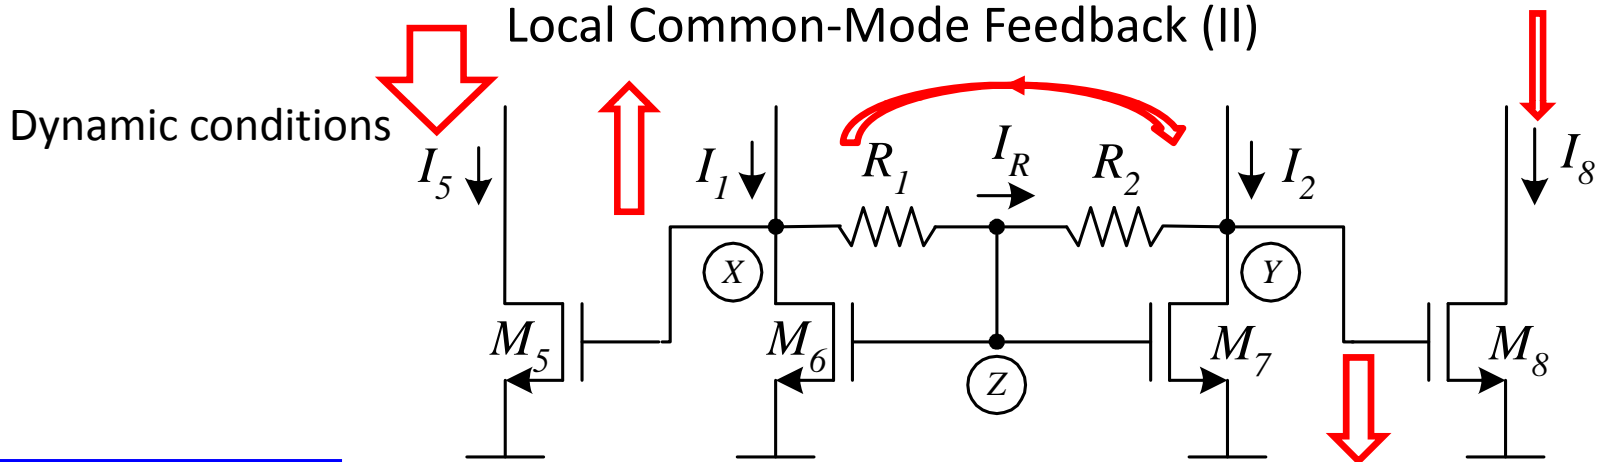 Local Common-Mode Feedback (II)
Dynamic conditions
I5 I1 R1 IR R2 I2 I8
X Y
M5 M6 M7 M8
Z